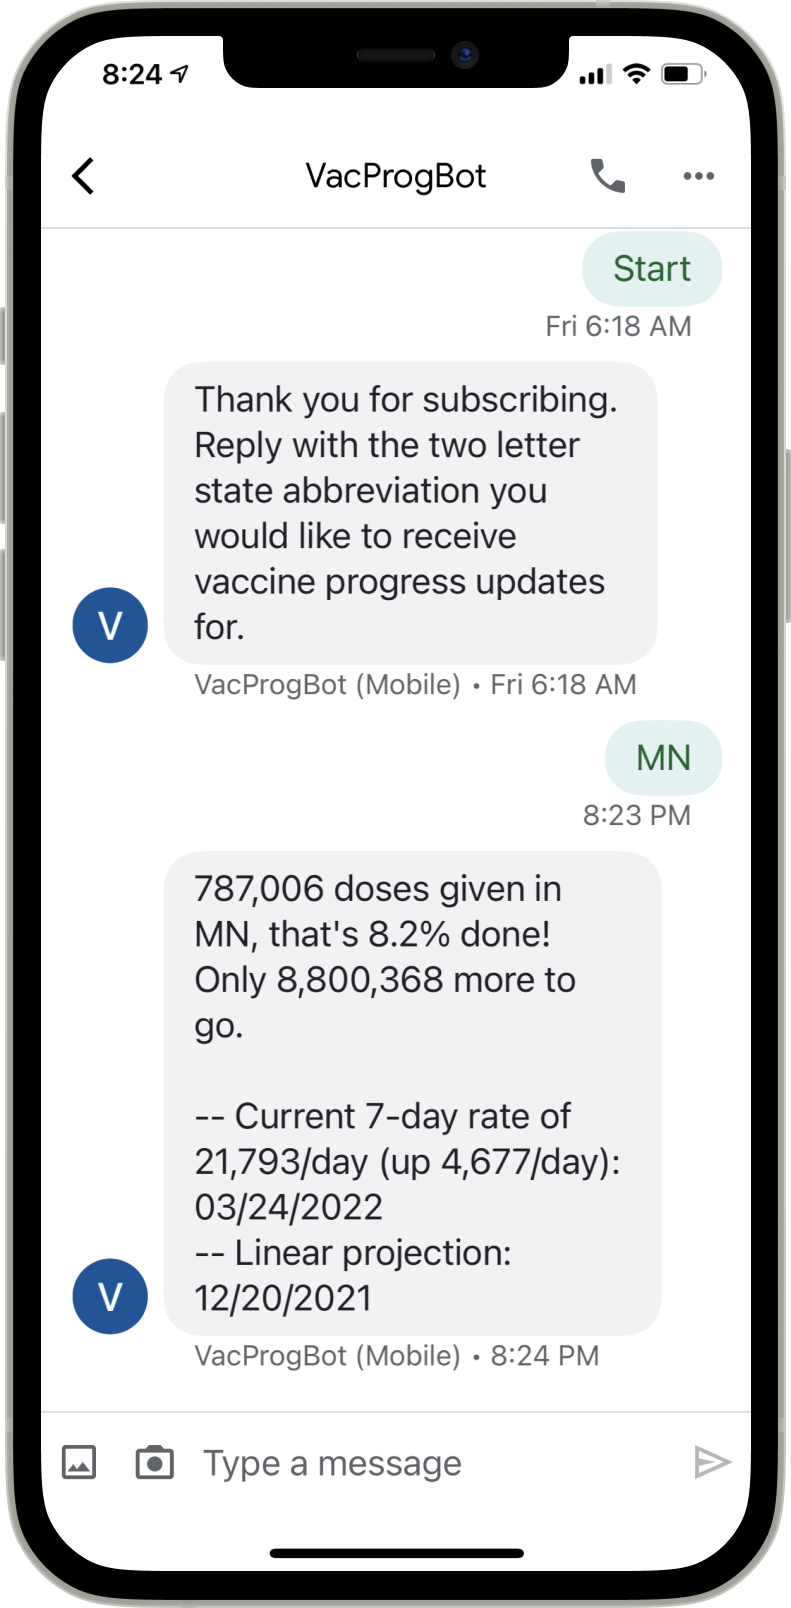 8:24
VacProgBot
Start
Fri 6:18 AM
Thank you for subscribing.
Reply with the two letter
state abbreviation you
would like to receive
vaccine progress updates
for.
V
VacProgBot (Mobile) • Fri 6:18 AM
MN
8:23 PM
787,006 doses given in
MN, that's 8.2% done!
Only 8,800,368 more to
go.
-- Current 7-day rate of
21,793/day (up 4,677/day):
03/24/2022
-- Linear projection:
12/20/2021
V
VacProgBot (Mobile) • 8:24 PM
Type a message